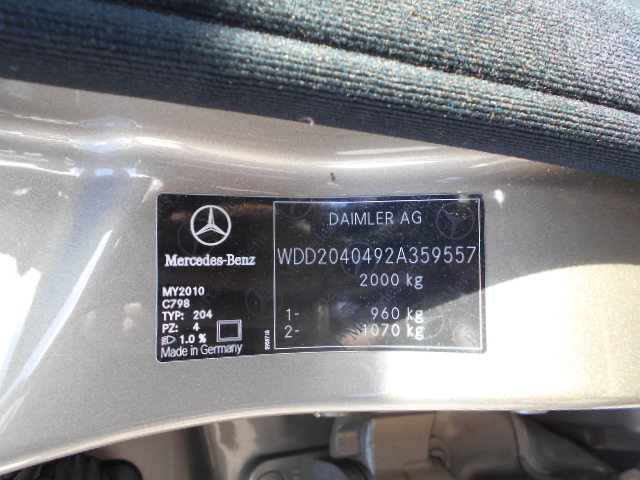 Mercedes-Benz
MY2010
C798
TYP: 204
PZ: 4
1.0 %
Made in Germany
DAIMLER AG
WDD2040492A359557
2000 kg
1- 960 kg
2- 1070 kg